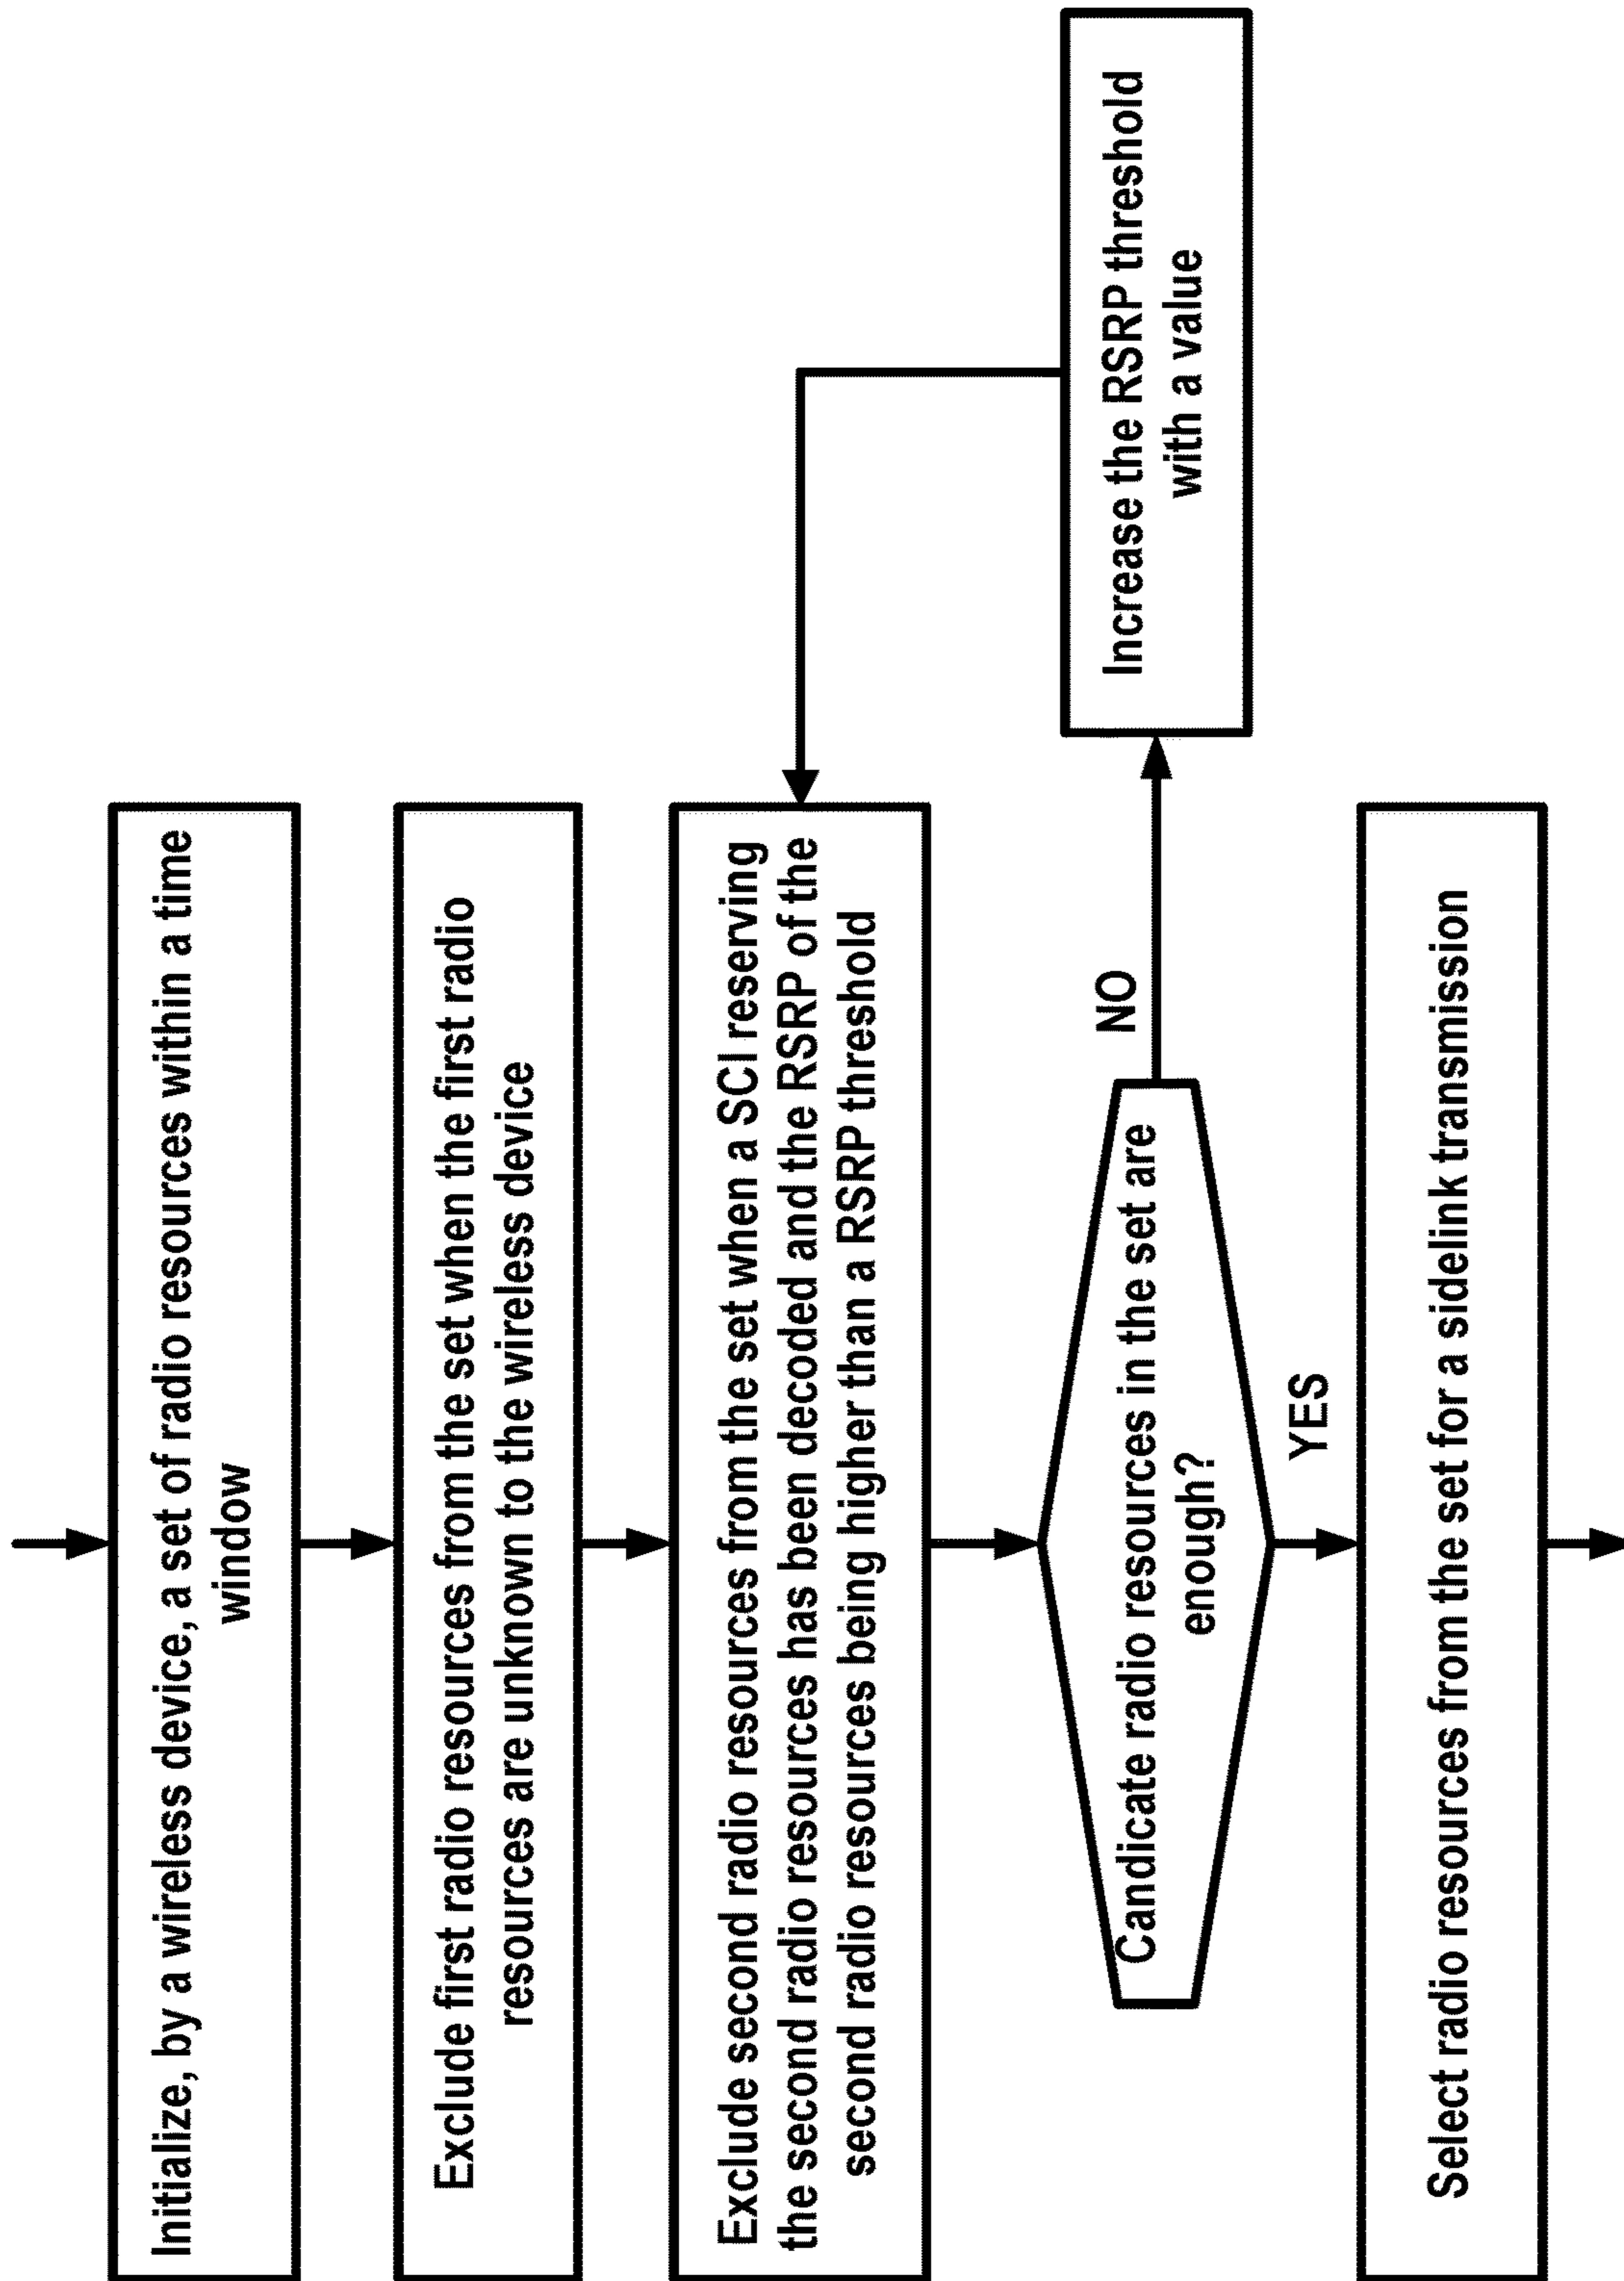 Initialize, by a wireless device, a set of radio resources within a time
window
Exclude first radio resources from the set when the first radio
resources are unknown to the wireless device
Exclude second radio resources from the set when a SCI reserving
the second radio resources has been decoded and the RSRP of the
second radio resources being higher than a RSRP threshold
Candicate radio resources in the set are
enough?
NO
Increase the RSRP threshold
with a value
YES
Select radio resources from the set for a sidelink transmission